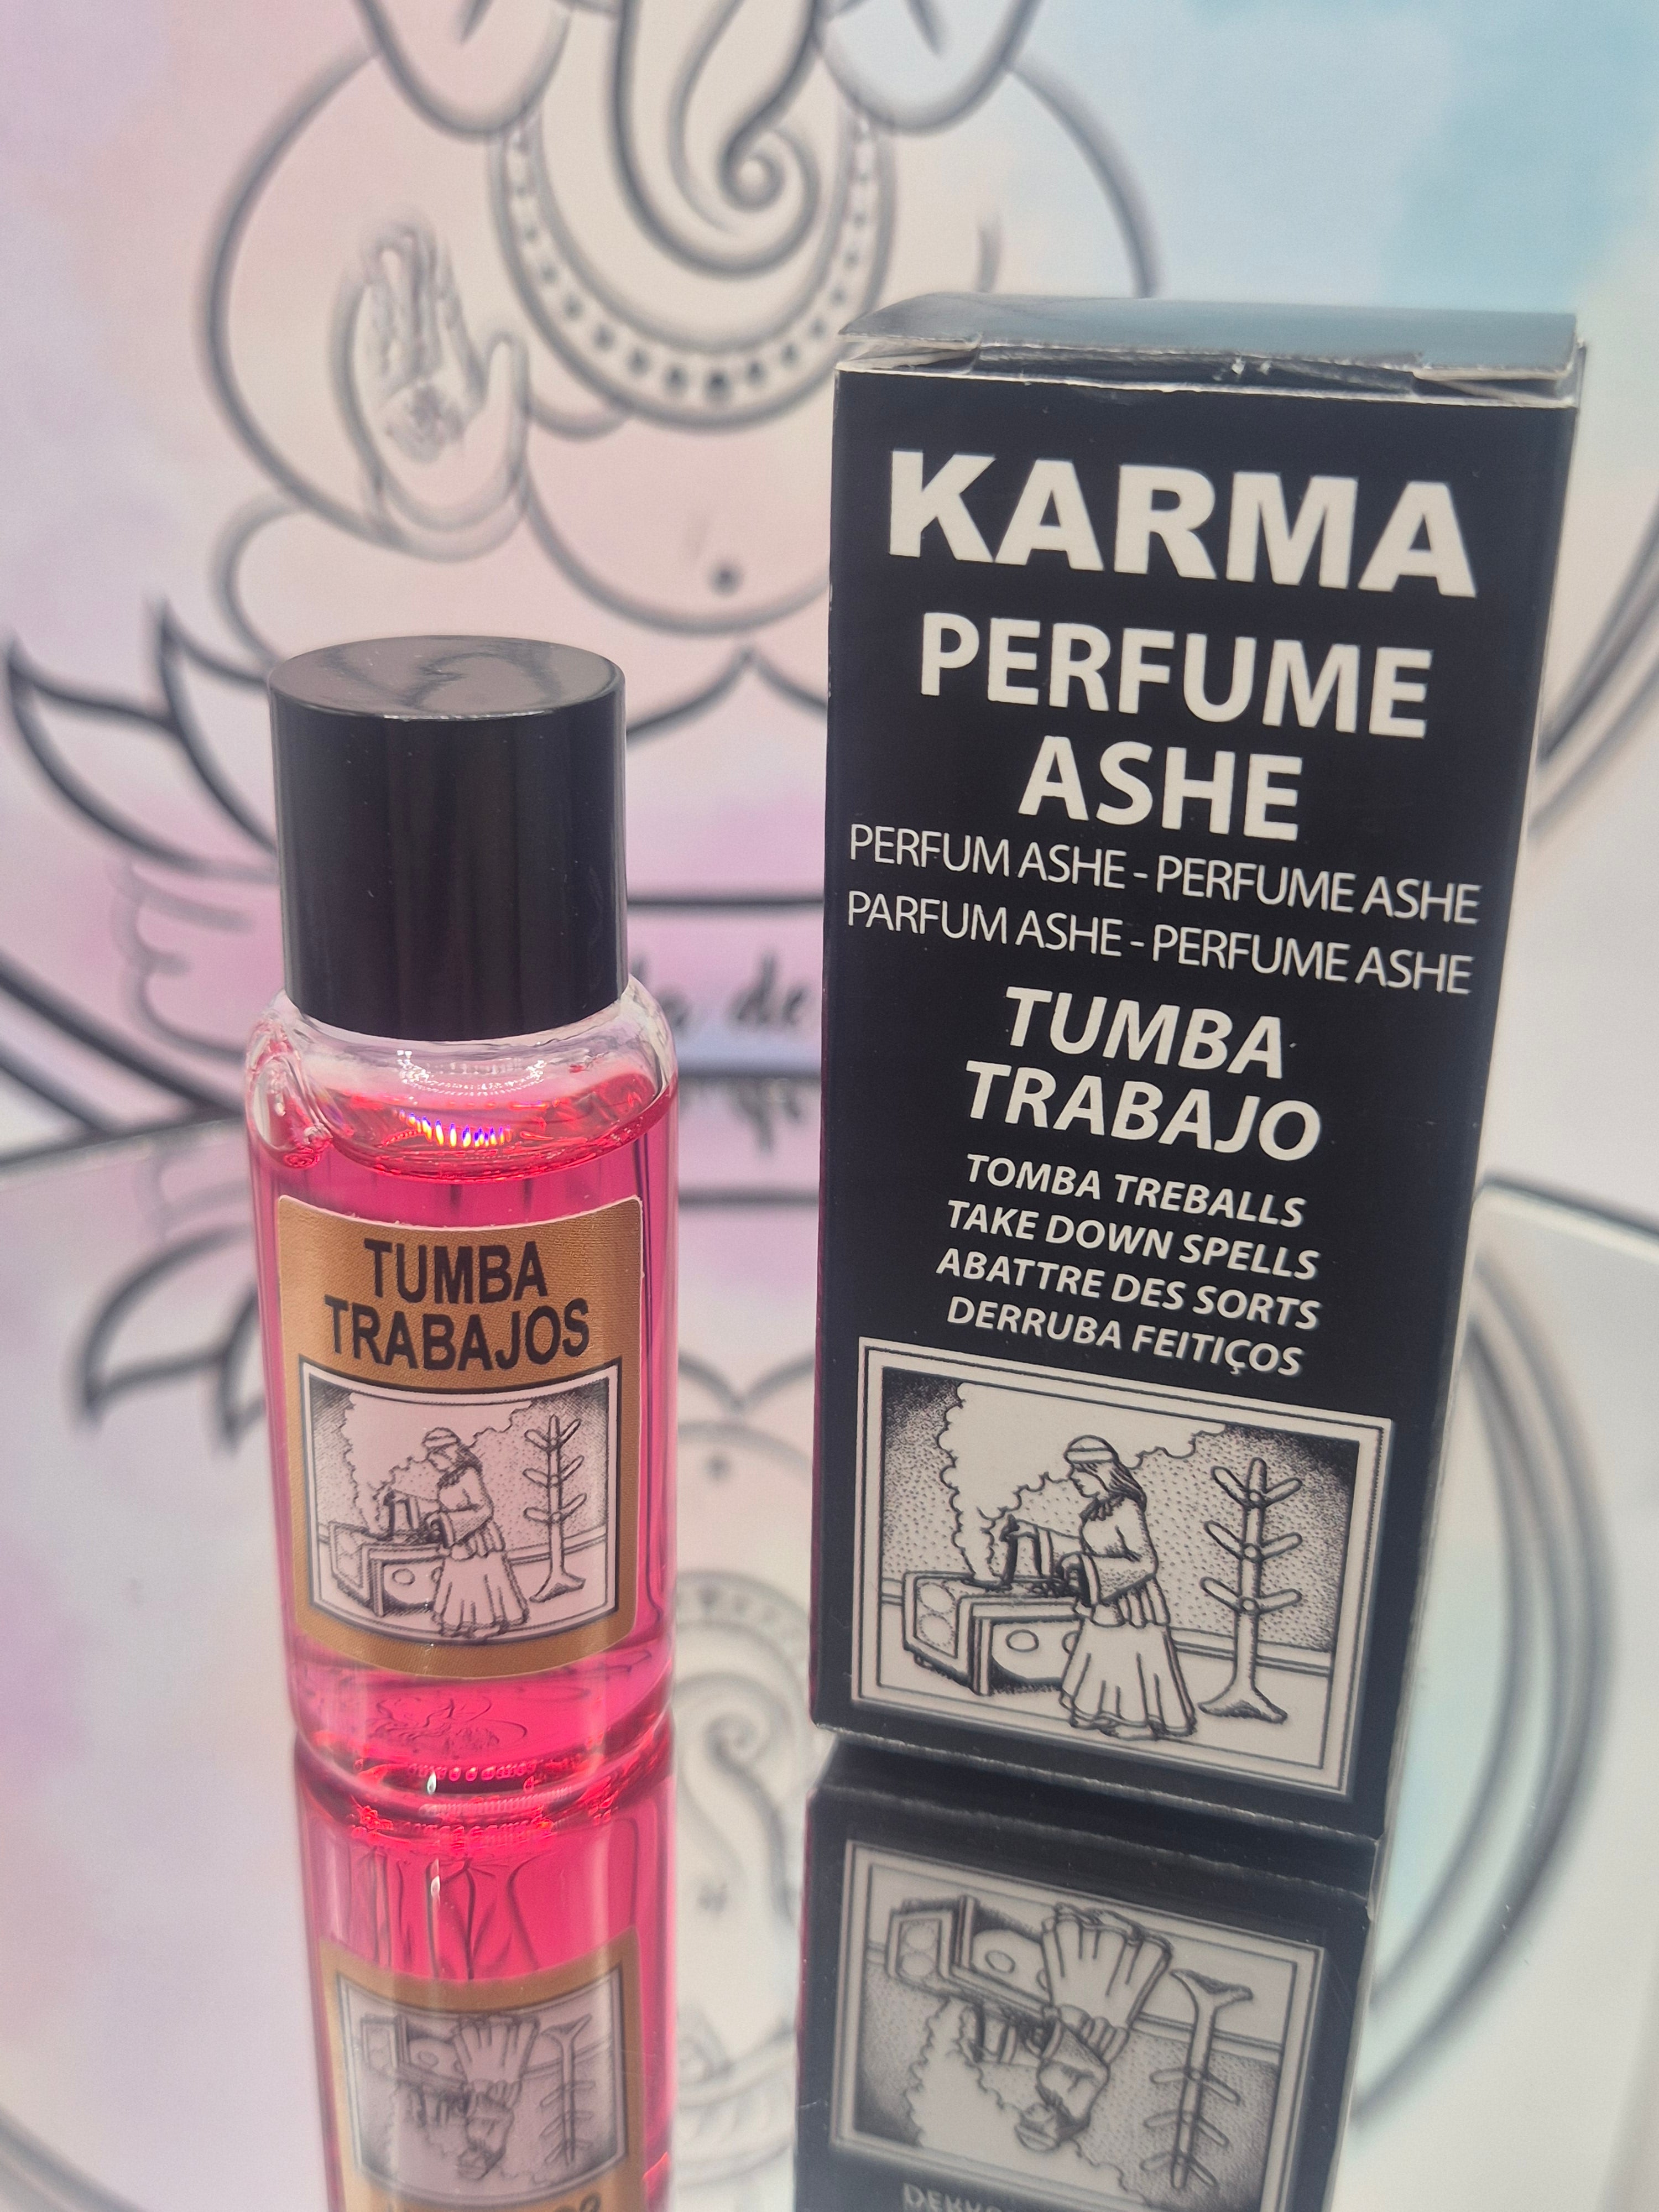 KARMA
PERFUME
ASHE
PERFUM ASHE - PERFUME ASHE
PARFUM ASHE - PERFUME ASHE
TUMBA
TRABAJO
TOMBA TREBALLS
TAKE DOWN SPELLS
ABATTRE DES SORTS
DERRUBA FEITIÇOS
TUMBA
TRABAJOS
de